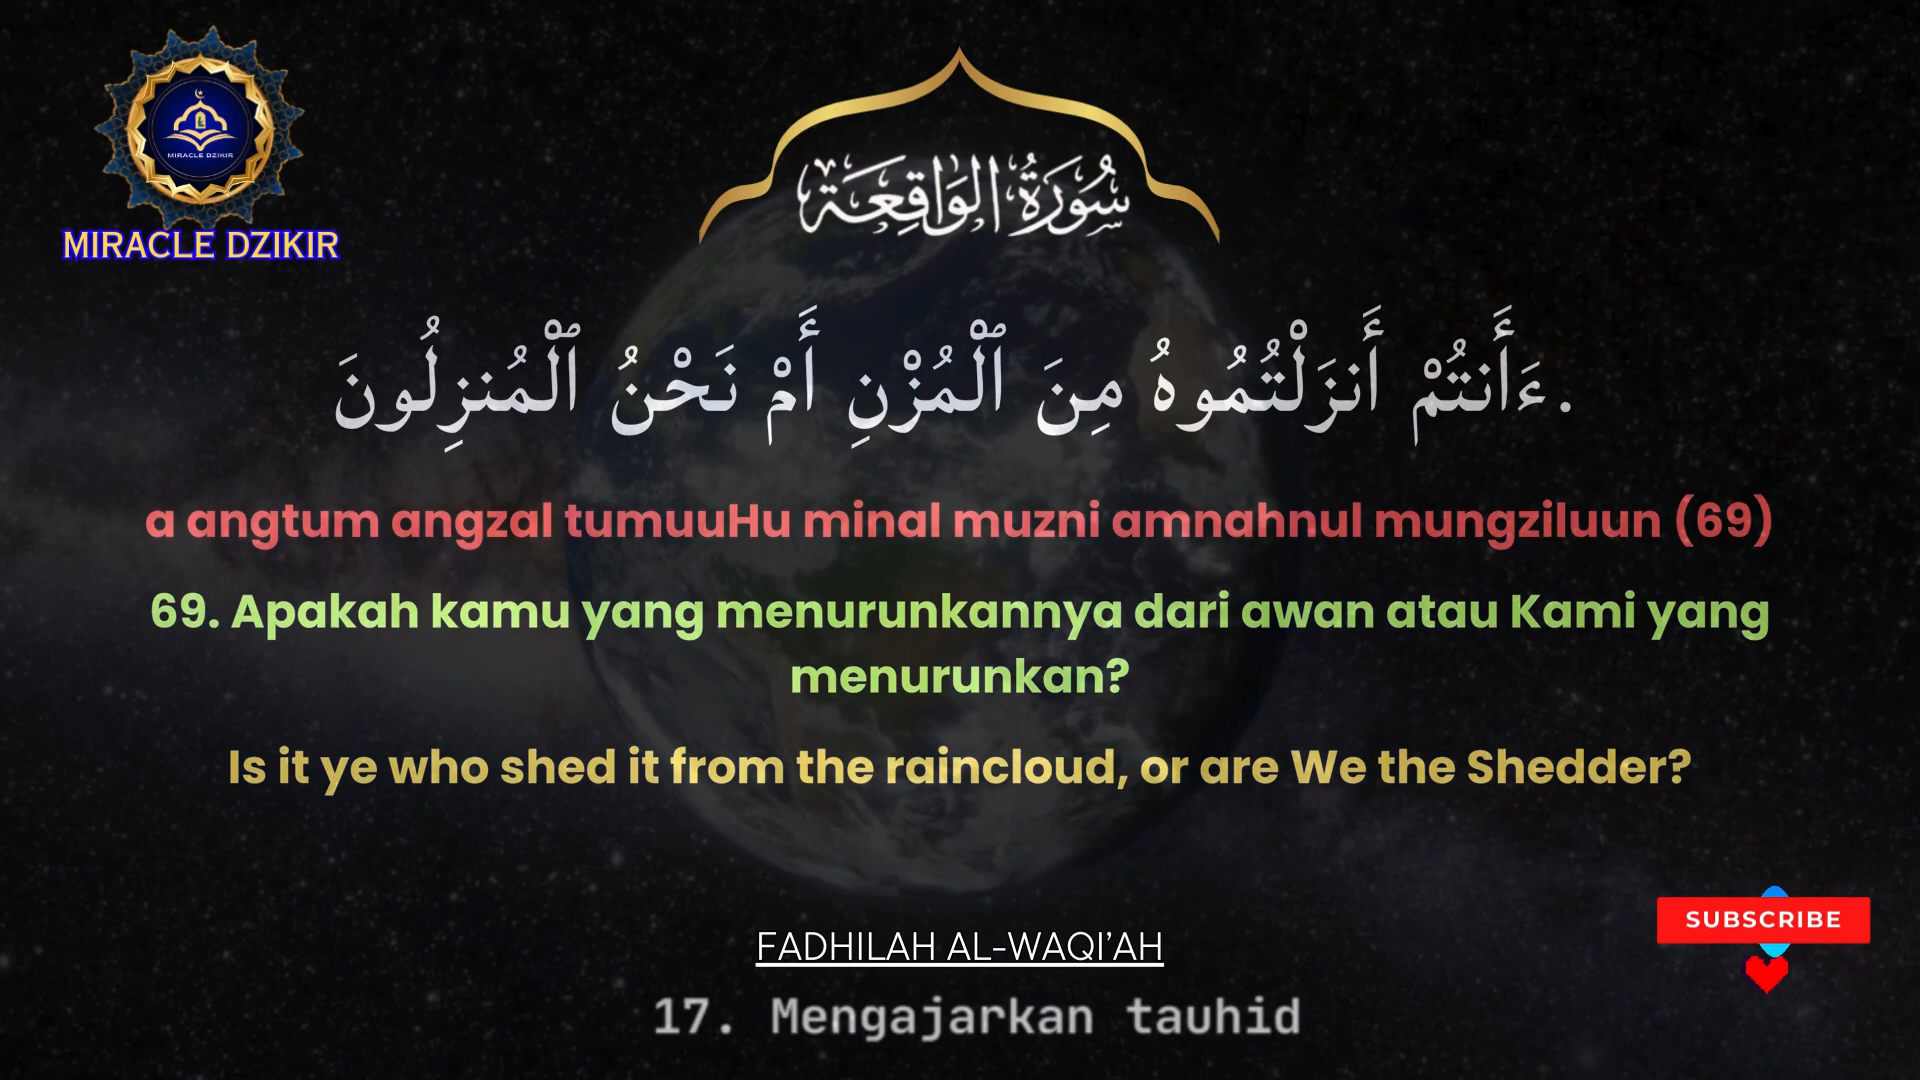 MIRACLE DZIKIR
MIRACLE DZIKIR
سُورَةُ الوَاقِعَة
.ءَأَنتُمْ أَنزَلْتُمُوهُ مِنَ ٱلْمُزْنِ أَمْ نَحْنُ ٱلْمُنزِلُونَ
a angtum angzal tumuuHu minal muzni amnahnul mungziluun (69)
69. Apakah kamu yang menurunkannya dari awan atau Kami yang
menurunkan?
Is it ye who shed it from the raincloud, or are We the Shedder?
SUBSCRIBE
FADHILAH AL-WAQI'AH
17. Mengajarkan tauhid